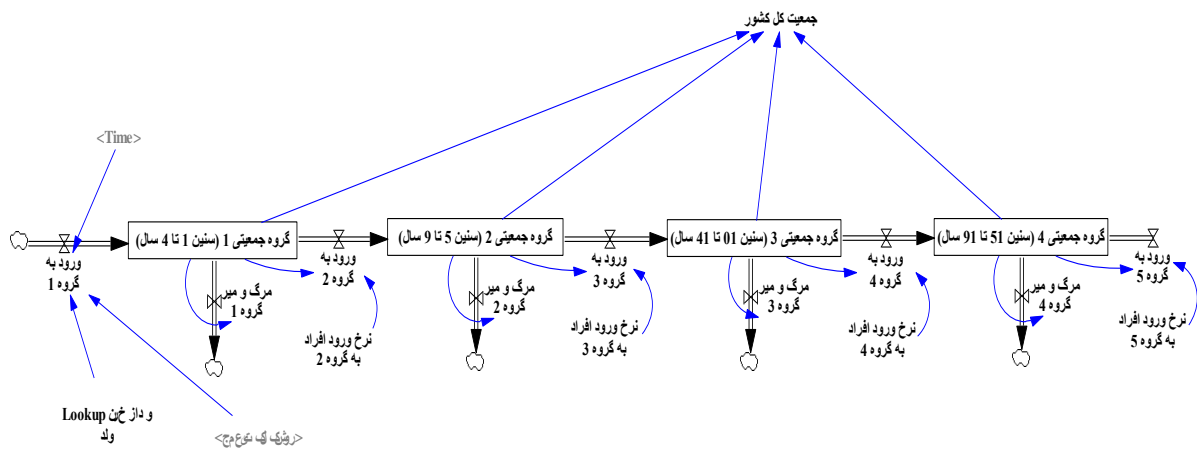 جمعیت کل کشور
<Time>
گروه جمعیتی 1 (سنین 1 تا 4 سال)
گروه جمعیتی 2 (سنین 5 تا 9 سال)
گروه جمعیتی 3 (سنین 01 تا 41 سال)
گروه جمعیتی 4 (سنین 51 تا 91 سال)
ورود به
گروه
1
ورود به
گروه 2
ورود به
گروه 3
ورود به
گروه 4
ورود به
گروه 5
مرگ و میر
گروه 1
مرگ و میر
گروه 2
مرگ و میر
گروه 3
مرگ و میر
گروه 4
نرخ ورود افراد
به گروه 2
نرخ ورود افراد
به گروه 3
نرخ ورود افراد
به گروه 4
نرخ ورود افراد
به گروه 5
Lookup
ولد